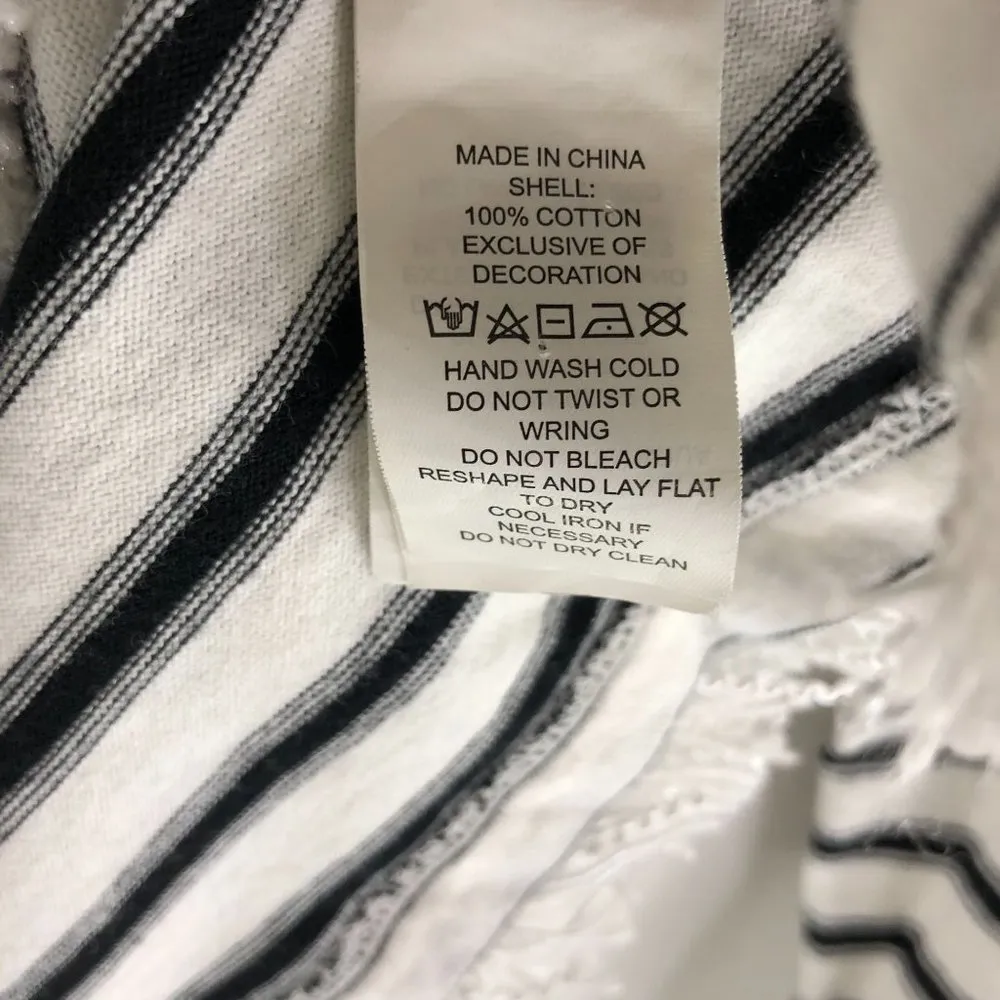 MADE IN CHINA
SHELL:
100% COTTON
EXCLUSIVE OF
DECORATION
HAND WASH COLD
DO NOT TWIST OR
WRING
DO NOT BLEACH
RESHAPE AND LAY FLAT
TO DRY
COOL IRON IF
NECESSARY
DO NOT DRY CLEAN